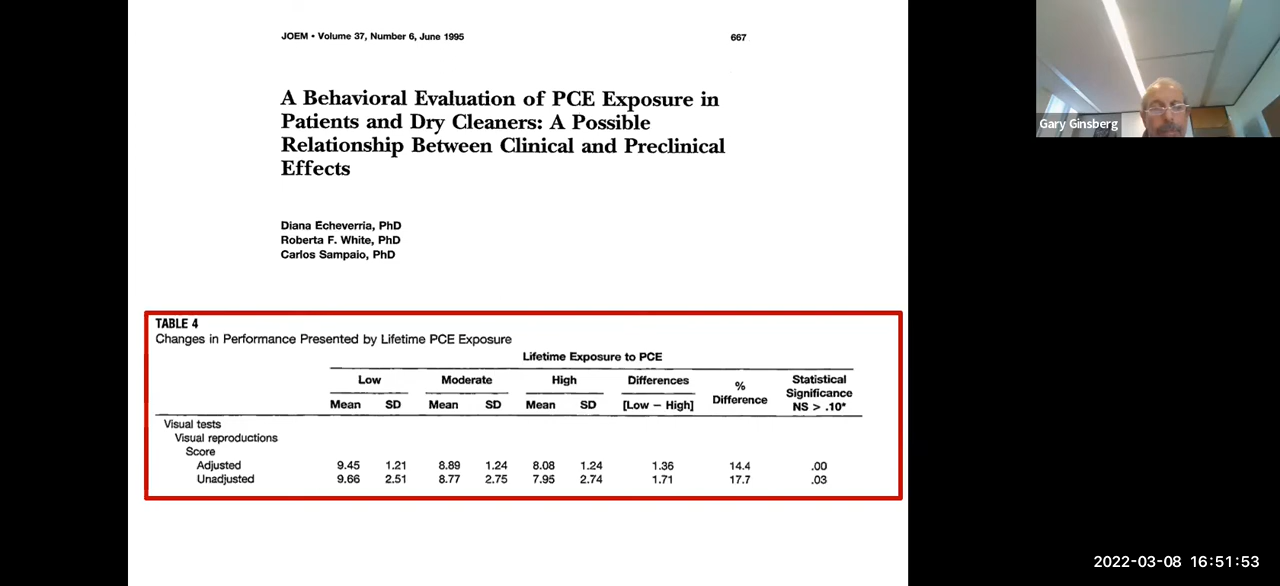 JOEM • Volume 37, Number 6, June 1995 667
A Behavioral Evaluation of PCE Exposure in
Patients and Dry Cleaners: A Possible
Relationship Between Clinical and Preclinical
Effects
Diana Echeverria, PhD
Roberta F. White, PhD
Carlos Sampaio, PhD
Gary Ginsberg
TABLE 4
Changes in Performance Presented by Lifetime PCE Exposure
Lifetime Exposure to PCE
Low Moderate High Differences % Difference Statistical Significance NS > .10*
Mean SD Mean SD Mean SD [Low – High]
Visual tests
Visual reproductions
Score
Adjusted 9.45 1.21 8.89 1.24 8.08 1.24 1.36 14.4 .00
Unadjusted 9.66 2.51 8.77 2.75 7.95 2.74 1.71 17.7 .03
2022-03-08 16:51:53